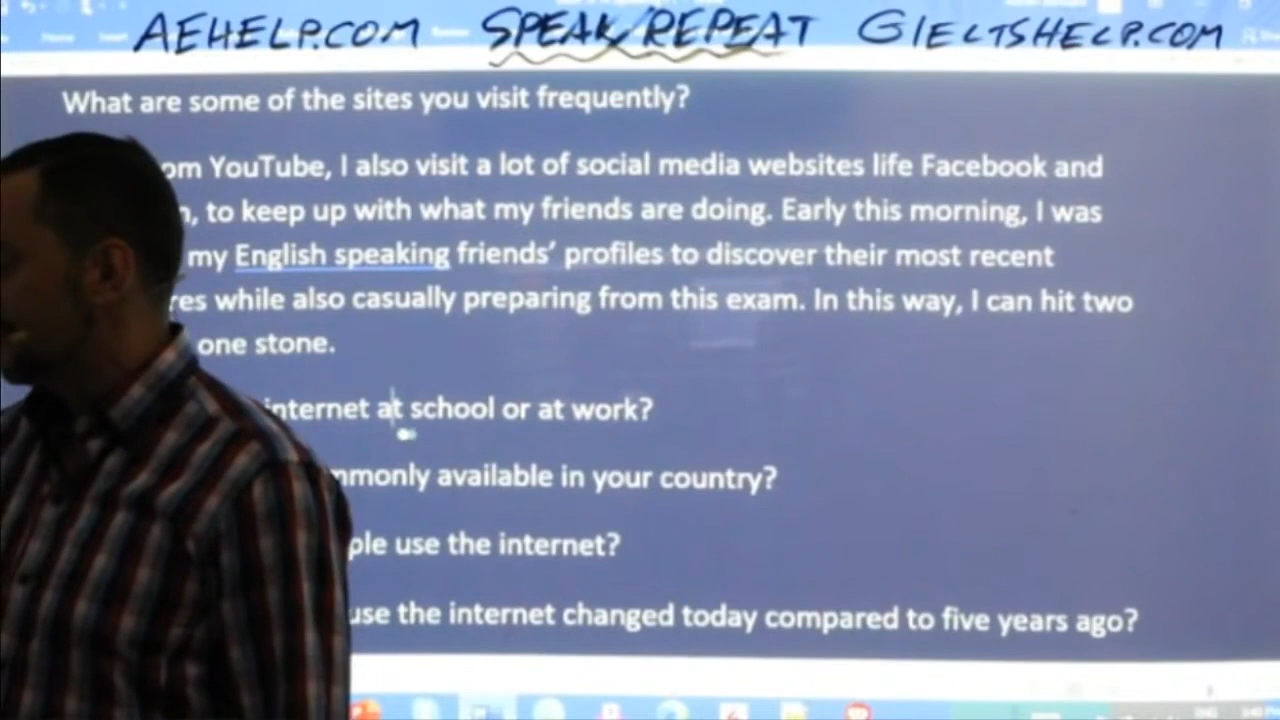 AEHELP.COM SPEAK/REPEAT GIELTSHELP.COM
What are some of the sites you visit frequently?
om YouTube, I also visit a lot of social media websites life Facebook and
, to keep up with what my friends are doing. Early this morning, I was
my English speaking friends' profiles to discover their most recent
res while also casually preparing from this exam. In this way, I can hit two
one stone.
internet at school or at work?
mmonly available in your country?
ple use the internet?
use the internet changed today compared to five years ago?